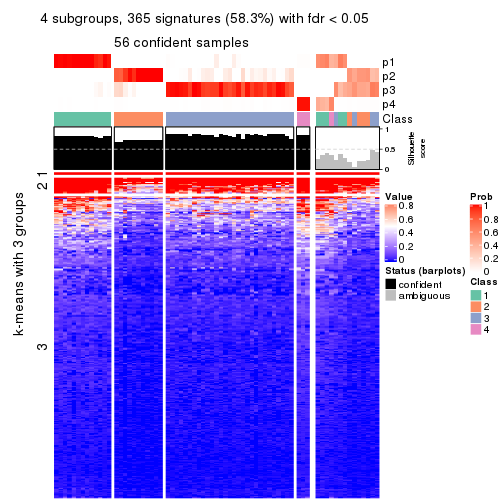 4 subgroups, 365 signatures (58.3%) with fdr < 0.05
56 confident samples
p1
p2
p3
p4
Class
1
0.5
0
Silhouette
score
k-means with 3 groups
1
2
3
Value
0.8
0.6
0.4
0.2
0
Status (barplots)
confident
ambiguous
Prob
1
0.8
0.6
0.4
0.2
0
Class
1
2
3
4